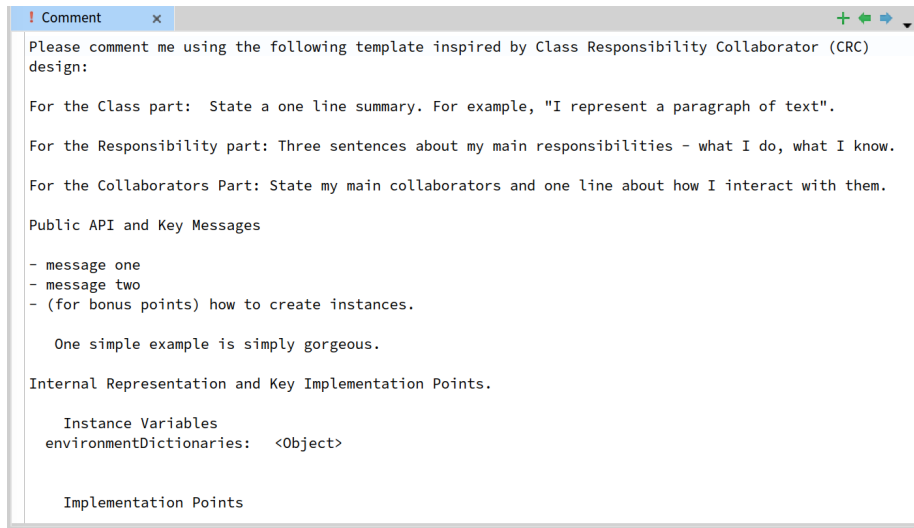 ! Comment ×
Please comment me using the following template inspired by Class Responsibility Collaborator (CRC)
design:
For the Class part:  State a one line summary. For example, "I represent a paragraph of text".
For the Responsibility part: Three sentences about my main responsibilities - what I do, what I know.
For the Collaborators Part: State my main collaborators and one line about how I interact with them.
Public API and Key Messages
- message one
- message two
- (for bonus points) how to create instances.
One simple example is simply gorgeous.
Internal Representation and Key Implementation Points.
Instance Variables
environmentDictionaries:   <Object>
Implementation Points